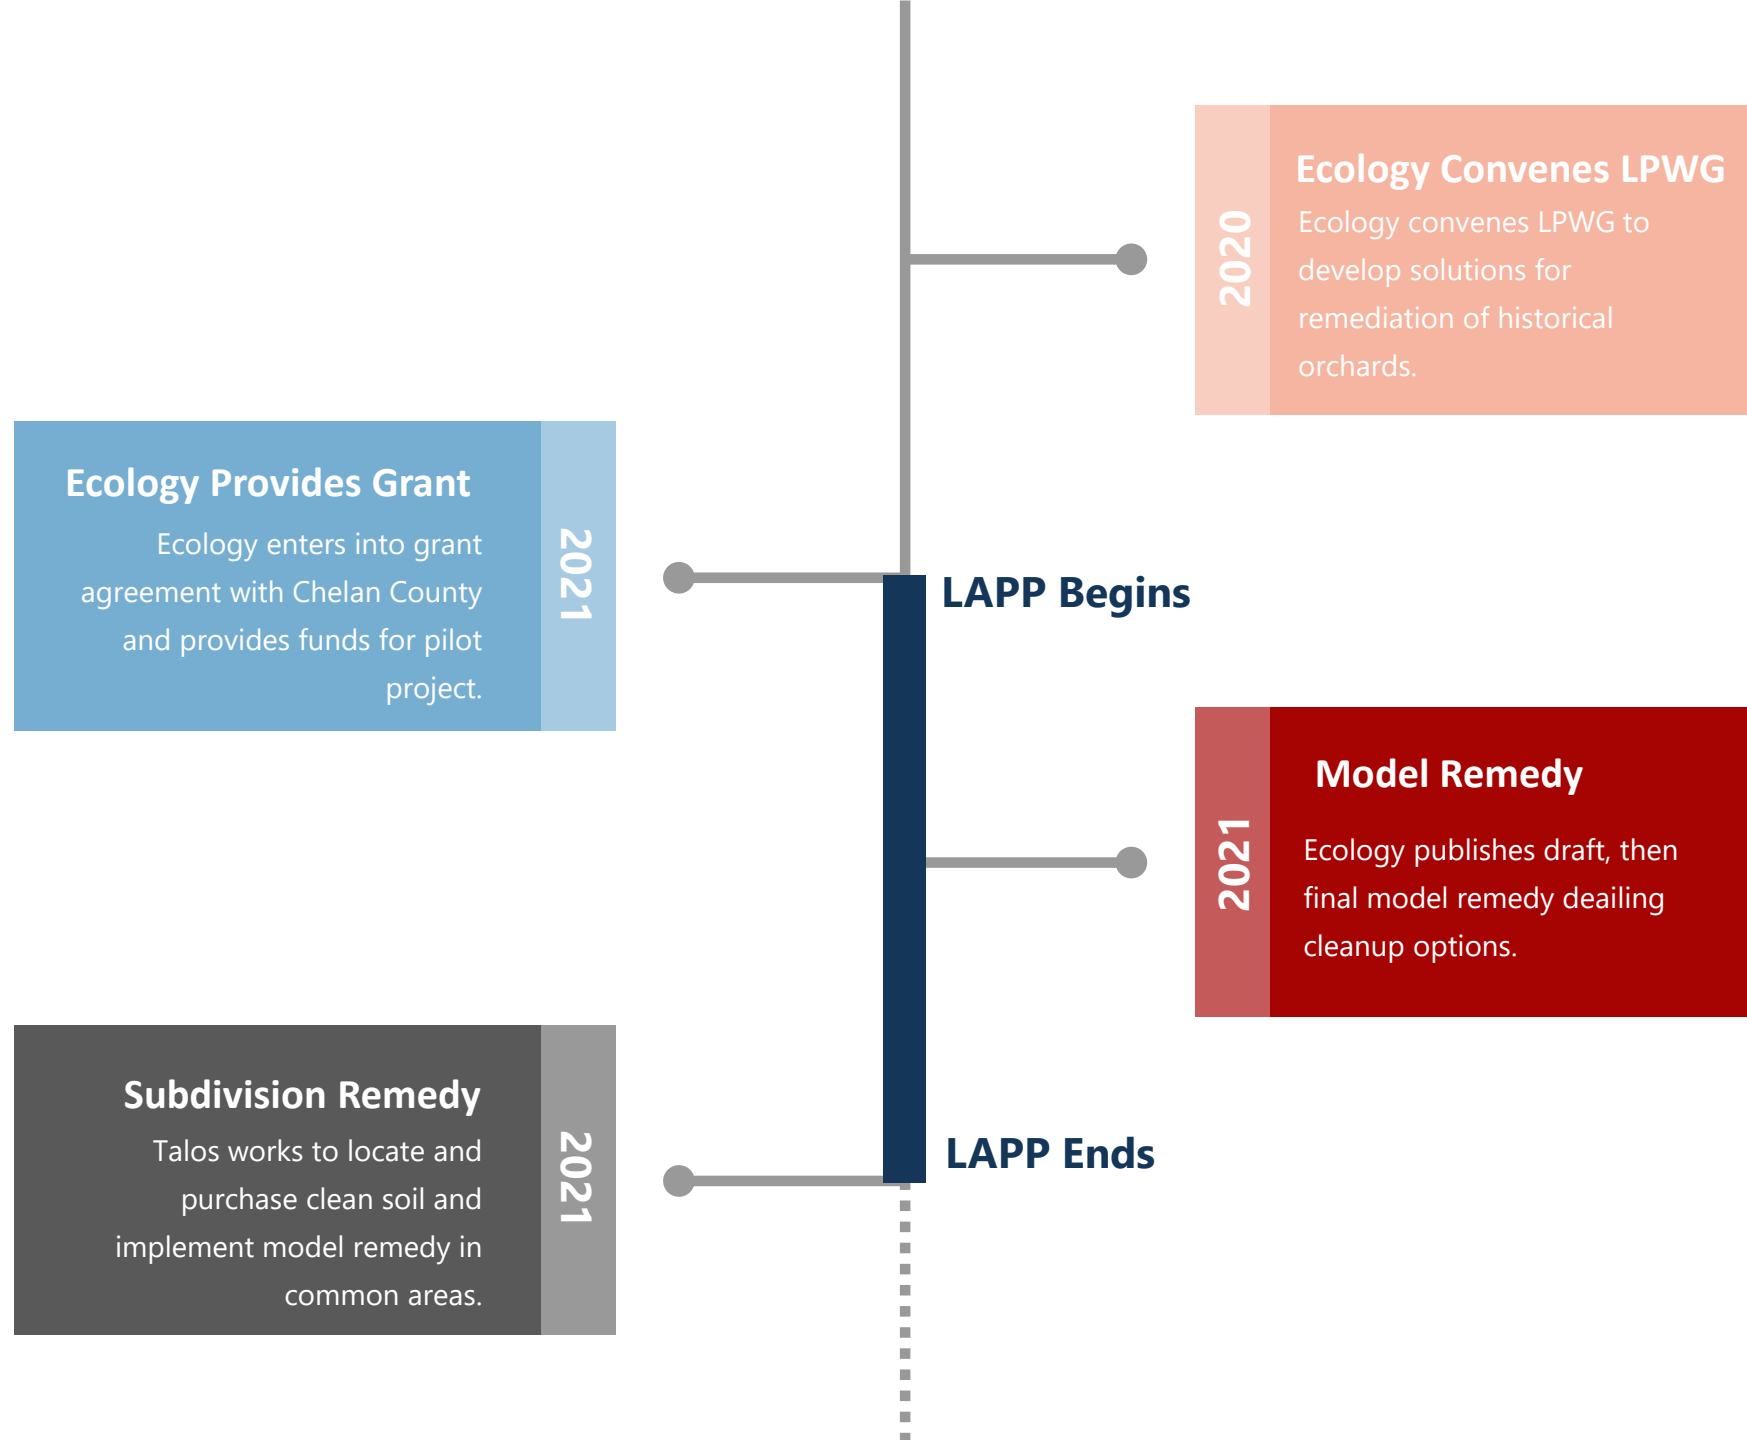 Ecology Convenes LPWG
2020
Ecology convenes LPWG to
develop solutions for
remediation of historical
orchards.
Ecology Provides Grant
Ecology enters into grant
agreement with Chelan County
and provides funds for pilot
project.
2021
LAPP Begins
Model Remedy
2021
Ecology publishes draft, then
final model remedy deailing
cleanup options.
Subdivision Remedy
Talos works to locate and
purchase clean soil and
implement model remedy in
common areas.
2021
LAPP Ends